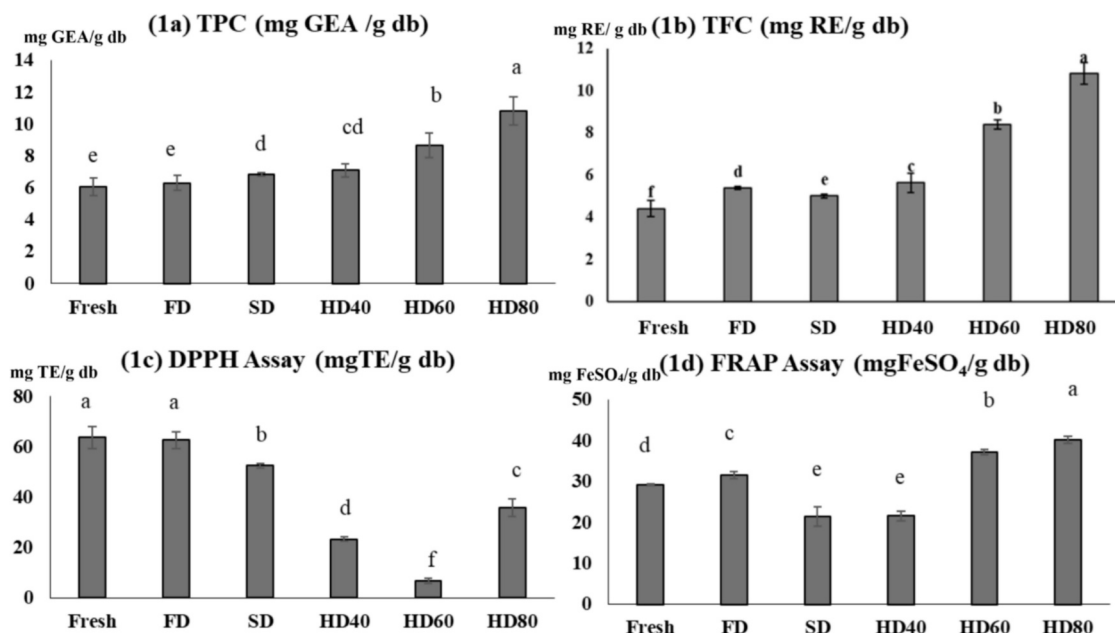 (1a) TPC (mg GEA /g db)
mg GEA/g db
14
12
10
8
6
4
2
0
e
e
d
cd
b
a
Fresh FD SD HD40 HD60 HD80
(1b) TFC (mg RE/g db)
mg RE/ g db
12
10
8
6
4
2
0
f
d
e
c
b
a
Fresh FD SD HD40 HD60 HD80
(1c) DPPH Assay (mgTE/g db)
mg TE/g db
80
60
40
20
0
a
a
b
d
f
c
Fresh FD SD HD40 HD60 HD80
(1d) FRAP Assay (mgFeSO₄/g db)
mg FeSO₄/g db
50
40
30
20
10
0
d
c
e
e
b
a
Fresh FD SD HD40 HD60 HD80